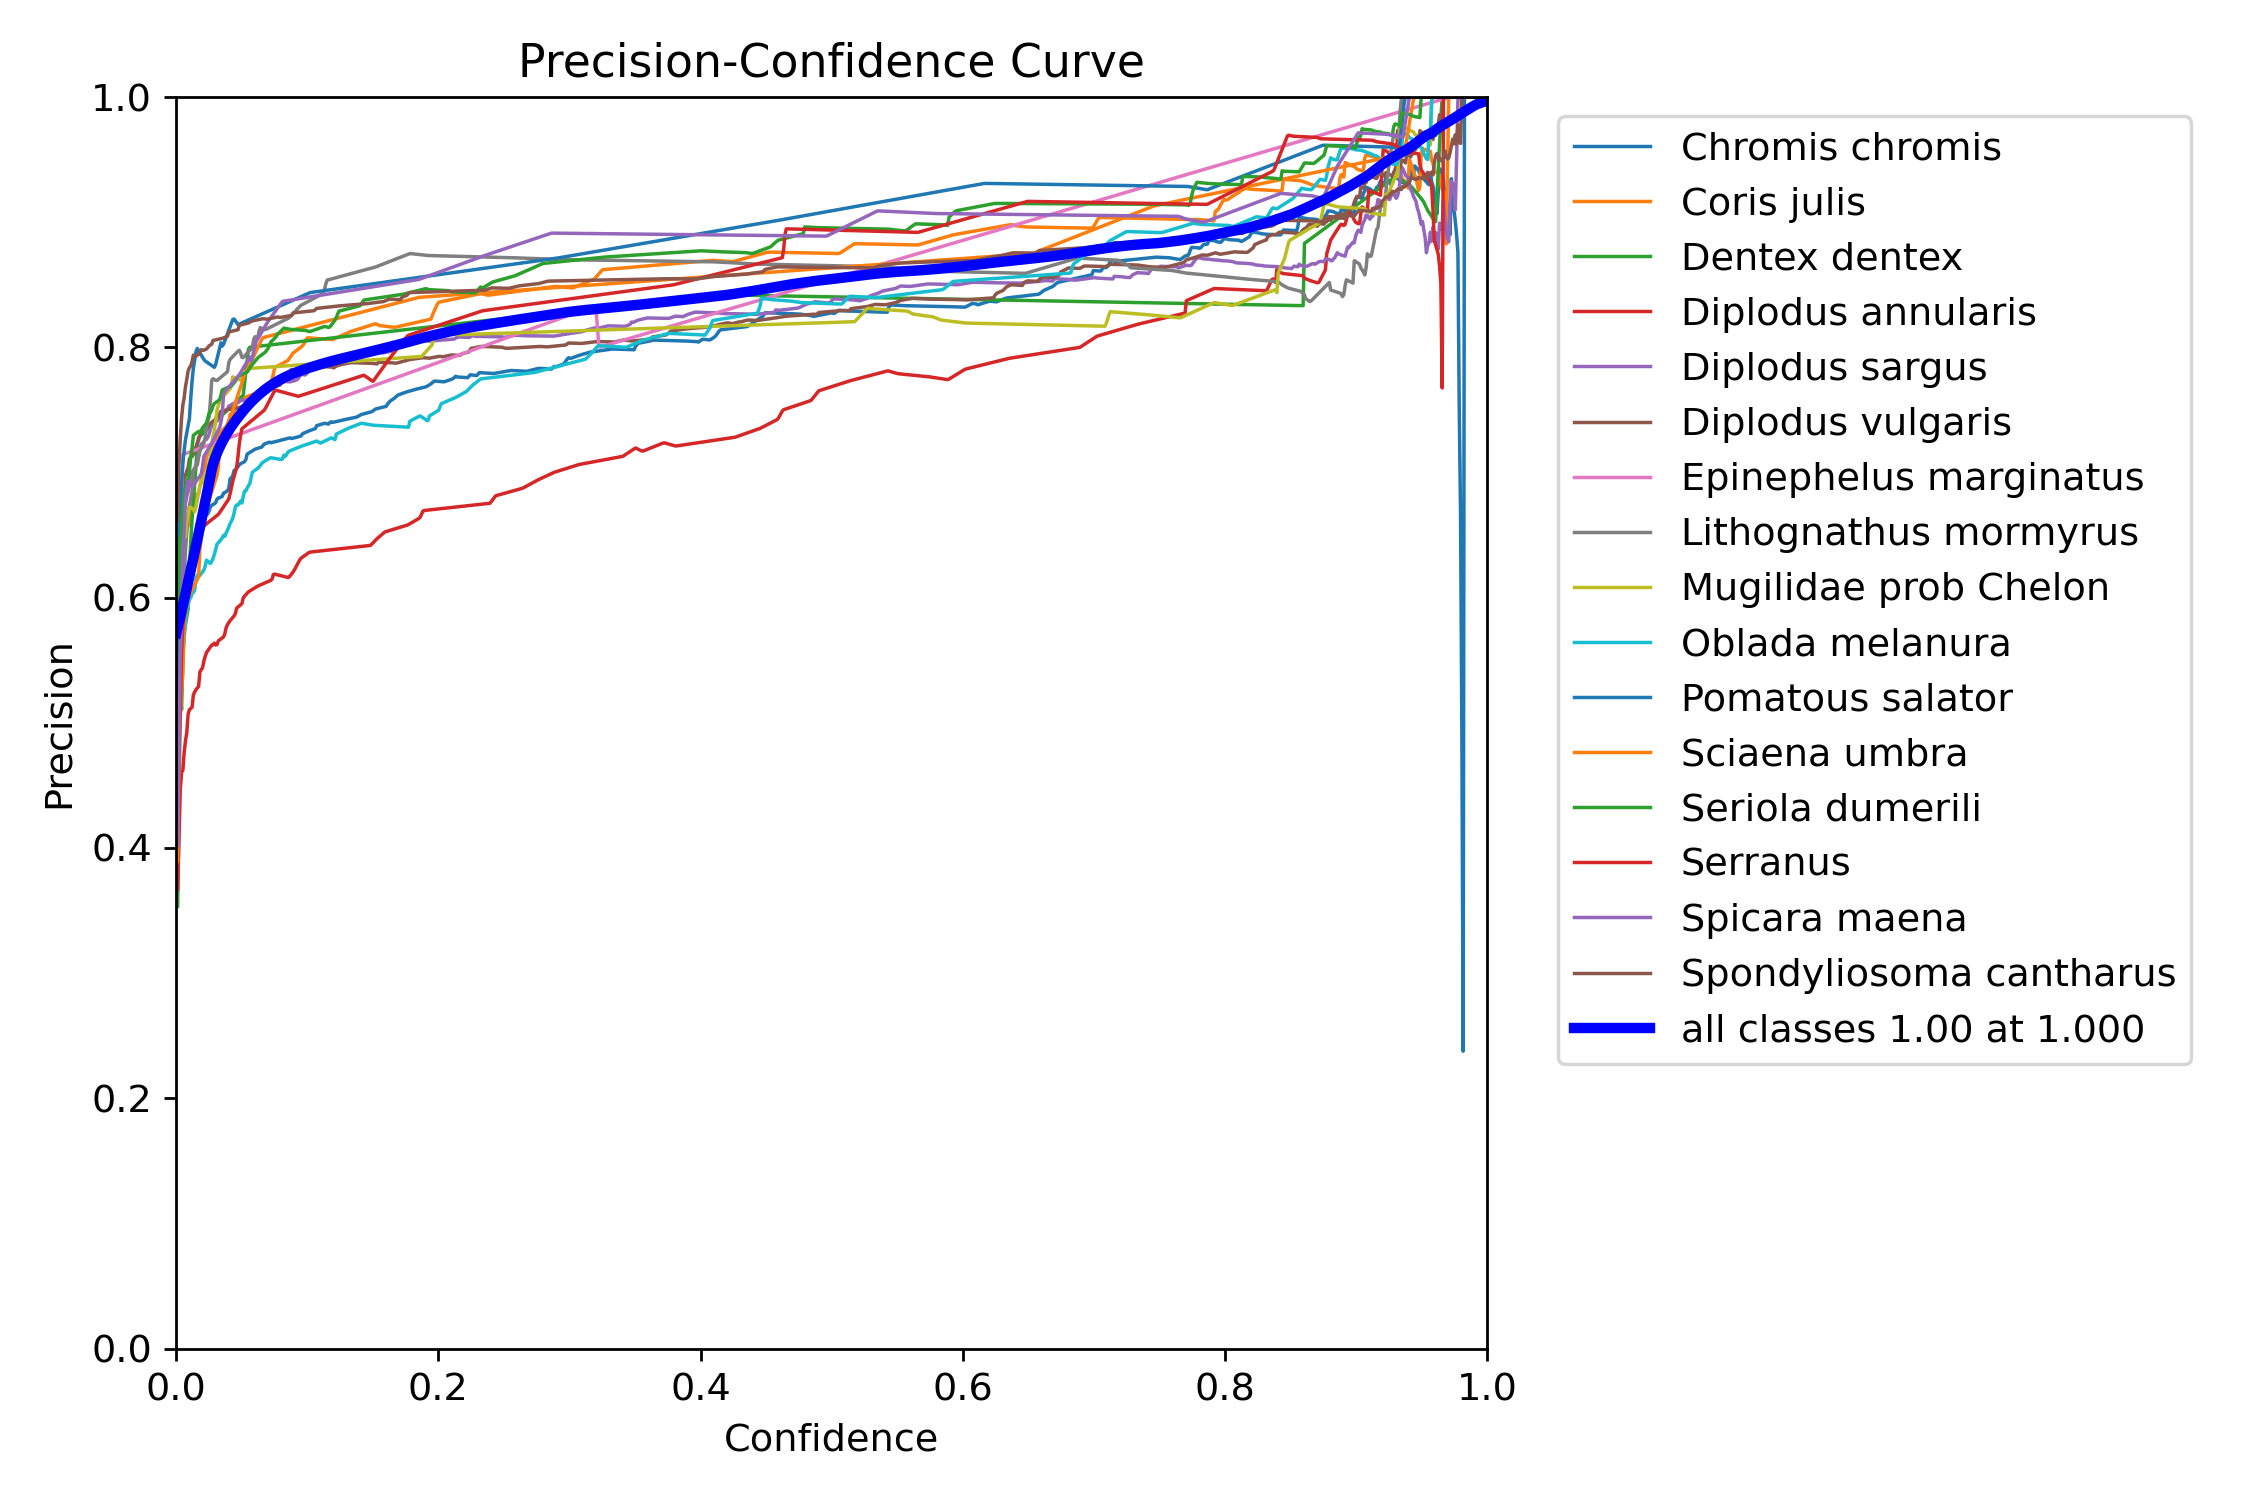 Precision-Confidence Curve
1.0
0.8
0.6
0.4
0.2
0.0
Precision
0.0 0.2 0.4 0.6 0.8 1.0
Confidence
Chromis chromis
Coris julis
Dentex dentex
Diplodus annularis
Diplodus sargus
Diplodus vulgaris
Epinephelus marginatus
Lithognathus mormyrus
Mugilidae prob Chelon
Oblada melanura
Pomatous salator
Sciaena umbra
Seriola dumerili
Serranus
Spicara maena
Spondyliosoma cantharus
all classes 1.00 at 1.000